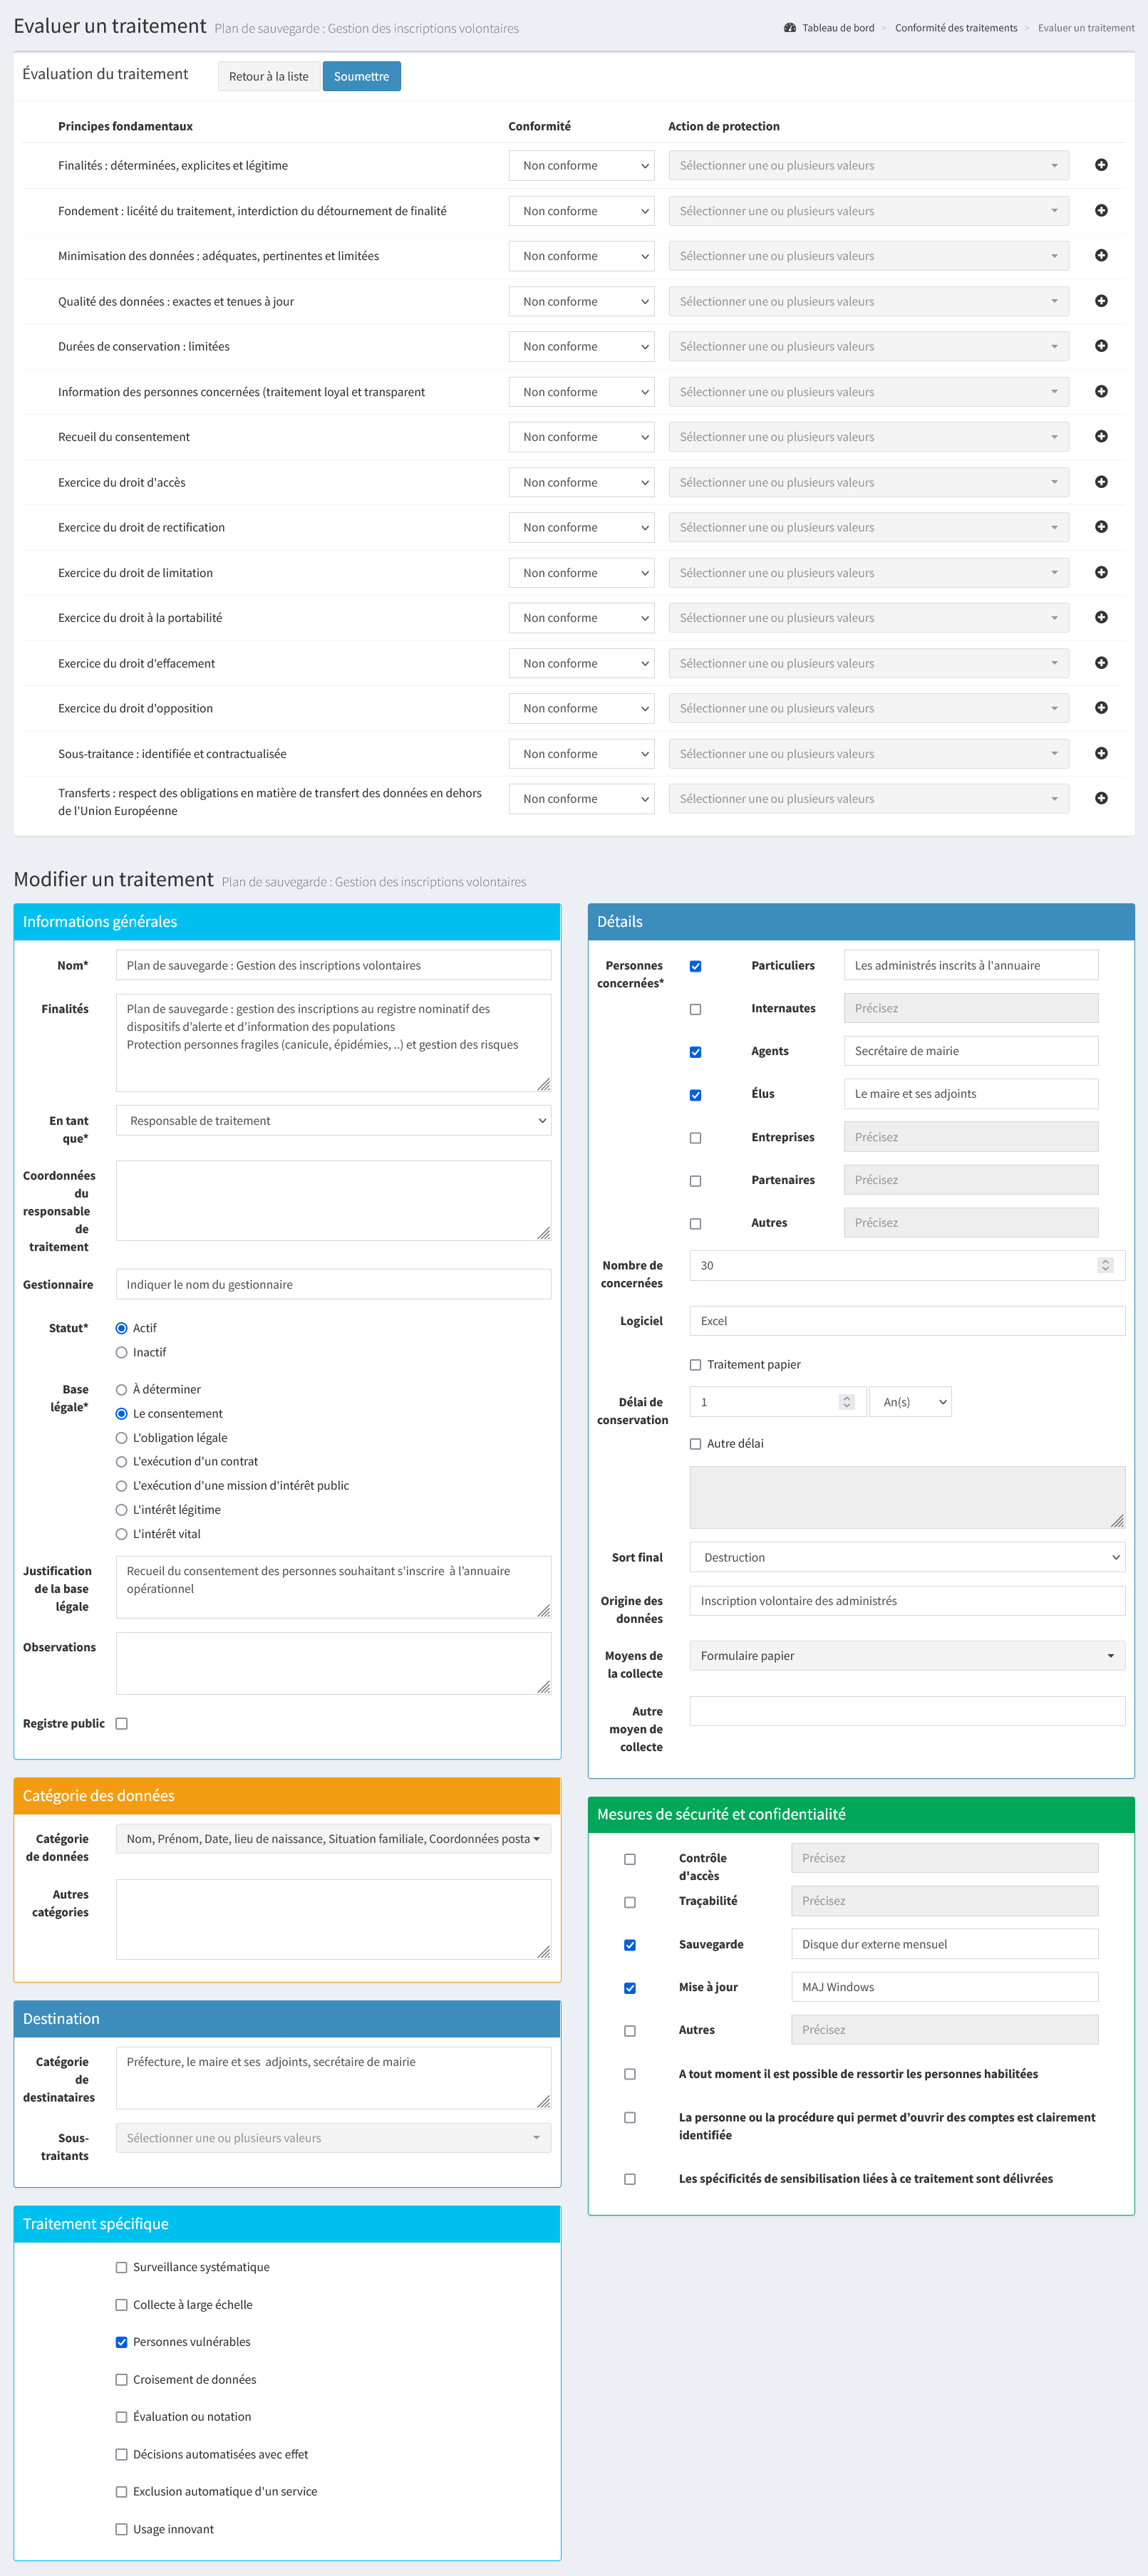 Evaluer un traitement Plan de sauvegarde : Gestion des inscriptions volontaires
Tableau de bord > Conformité des traitements > Evaluer un traitement
Évaluation du traitement Retour à la liste Soumettre
Principes fondamentaux Conformité Action de protection
Finalités : déterminées, explicites et légitime Non conforme Sélectionner une ou plusieurs valeurs
Fondement : licéité du traitement, interdiction du détournement de finalité Non conforme Sélectionner une ou plusieurs valeurs
Minimisation des données : adéquates, pertinentes et limitées Non conforme Sélectionner une ou plusieurs valeurs
Qualité des données : exactes et tenues à jour Non conforme Sélectionner une ou plusieurs valeurs
Durées de conservation : limitées Non conforme Sélectionner une ou plusieurs valeurs
Information des personnes concernées (traitement loyal et transparent Non conforme Sélectionner une ou plusieurs valeurs
Recueil du consentement Non conforme Sélectionner une ou plusieurs valeurs
Exercice du droit d'accès Non conforme Sélectionner une ou plusieurs valeurs
Exercice du droit de rectification Non conforme Sélectionner une ou plusieurs valeurs
Exercice du droit de limitation Non conforme Sélectionner une ou plusieurs valeurs
Exercice du droit à la portabilité Non conforme Sélectionner une ou plusieurs valeurs
Exercice du droit d'effacement Non conforme Sélectionner une ou plusieurs valeurs
Exercice du droit d'opposition Non conforme Sélectionner une ou plusieurs valeurs
Sous-traitance : identifiée et contractualisée Non conforme Sélectionner une ou plusieurs valeurs
Transferts : respect des obligations en matière de transfert des données en dehors
de l'Union Européenne Non conforme Sélectionner une ou plusieurs valeurs
Modifier un traitement Plan de sauvegarde : Gestion des inscriptions volontaires
Informations générales
Nom* Plan de sauvegarde : Gestion des inscriptions volontaires
Finalités Plan de sauvegarde : gestion des inscriptions au registre nominatif des
dispositifs d’alerte et d’information des populations
Protection personnes fragiles (canicule, épidémies, ..) et gestion des risques
En tant
que* Responsable de traitement
Coordonnées
du
responsable
de
traitement
Gestionnaire Indiquer le nom du gestionnaire
Statut* Actif
Inactif
Base
légale* À déterminer
Le consentement
L'obligation légale
L'exécution d'un contrat
L'exécution d'une mission d'intérêt public
L'intérêt légitime
L'intérêt vital
Justification
de la base
légale
Recueil du consentement des personnes souhaitant s'inscrire à l’annuaire
opérationnel
Observations
Registre public
Catégorie des données
Catégorie
de données Nom, Prénom, Date, lieu de naissance, Situation familiale, Coordonnées posta
Autres
catégories
Destination
Catégorie
de
destinataires
Préfecture, le maire et ses adjoints, secrétaire de mairie
Sous-
traitants Sélectionner une ou plusieurs valeurs
Traitement spécifique
Surveillance systématique
Collecte à large échelle
Personnes vulnérables
Croisement de données
Évaluation ou notation
Décisions automatisées avec effet
Exclusion automatique d'un service
Usage innovant
Détails
Personnes
concernées*
Particuliers Les administrés inscrits à l'annuaire
Internautes Précisez
Agents Secrétaire de mairie
Élus Le maire et ses adjoints
Entreprises Précisez
Partenaires Précisez
Autres Précisez
Nombre de
concernées 30
Logiciel Excel
Traitement papier
Délai de
conservation 1 An(s)
Autre délai
Sort final Destruction
Origine des
données Inscription volontaire des administrés
Moyens de
la collecte Formulaire papier
Autre
moyen de
collecte
Mesures de sécurité et confidentialité
Contrôle
d'accès Précisez
Traçabilité Précisez
Sauvegarde Disque dur externe mensuel
Mise à jour MAJ Windows
Autres Précisez
A tout moment il est possible de ressortir les personnes habilitées
La personne ou la procédure qui permet d’ouvrir des comptes est clairement
identifiée
Les spécificités de sensibilisation liées à ce traitement sont délivrées